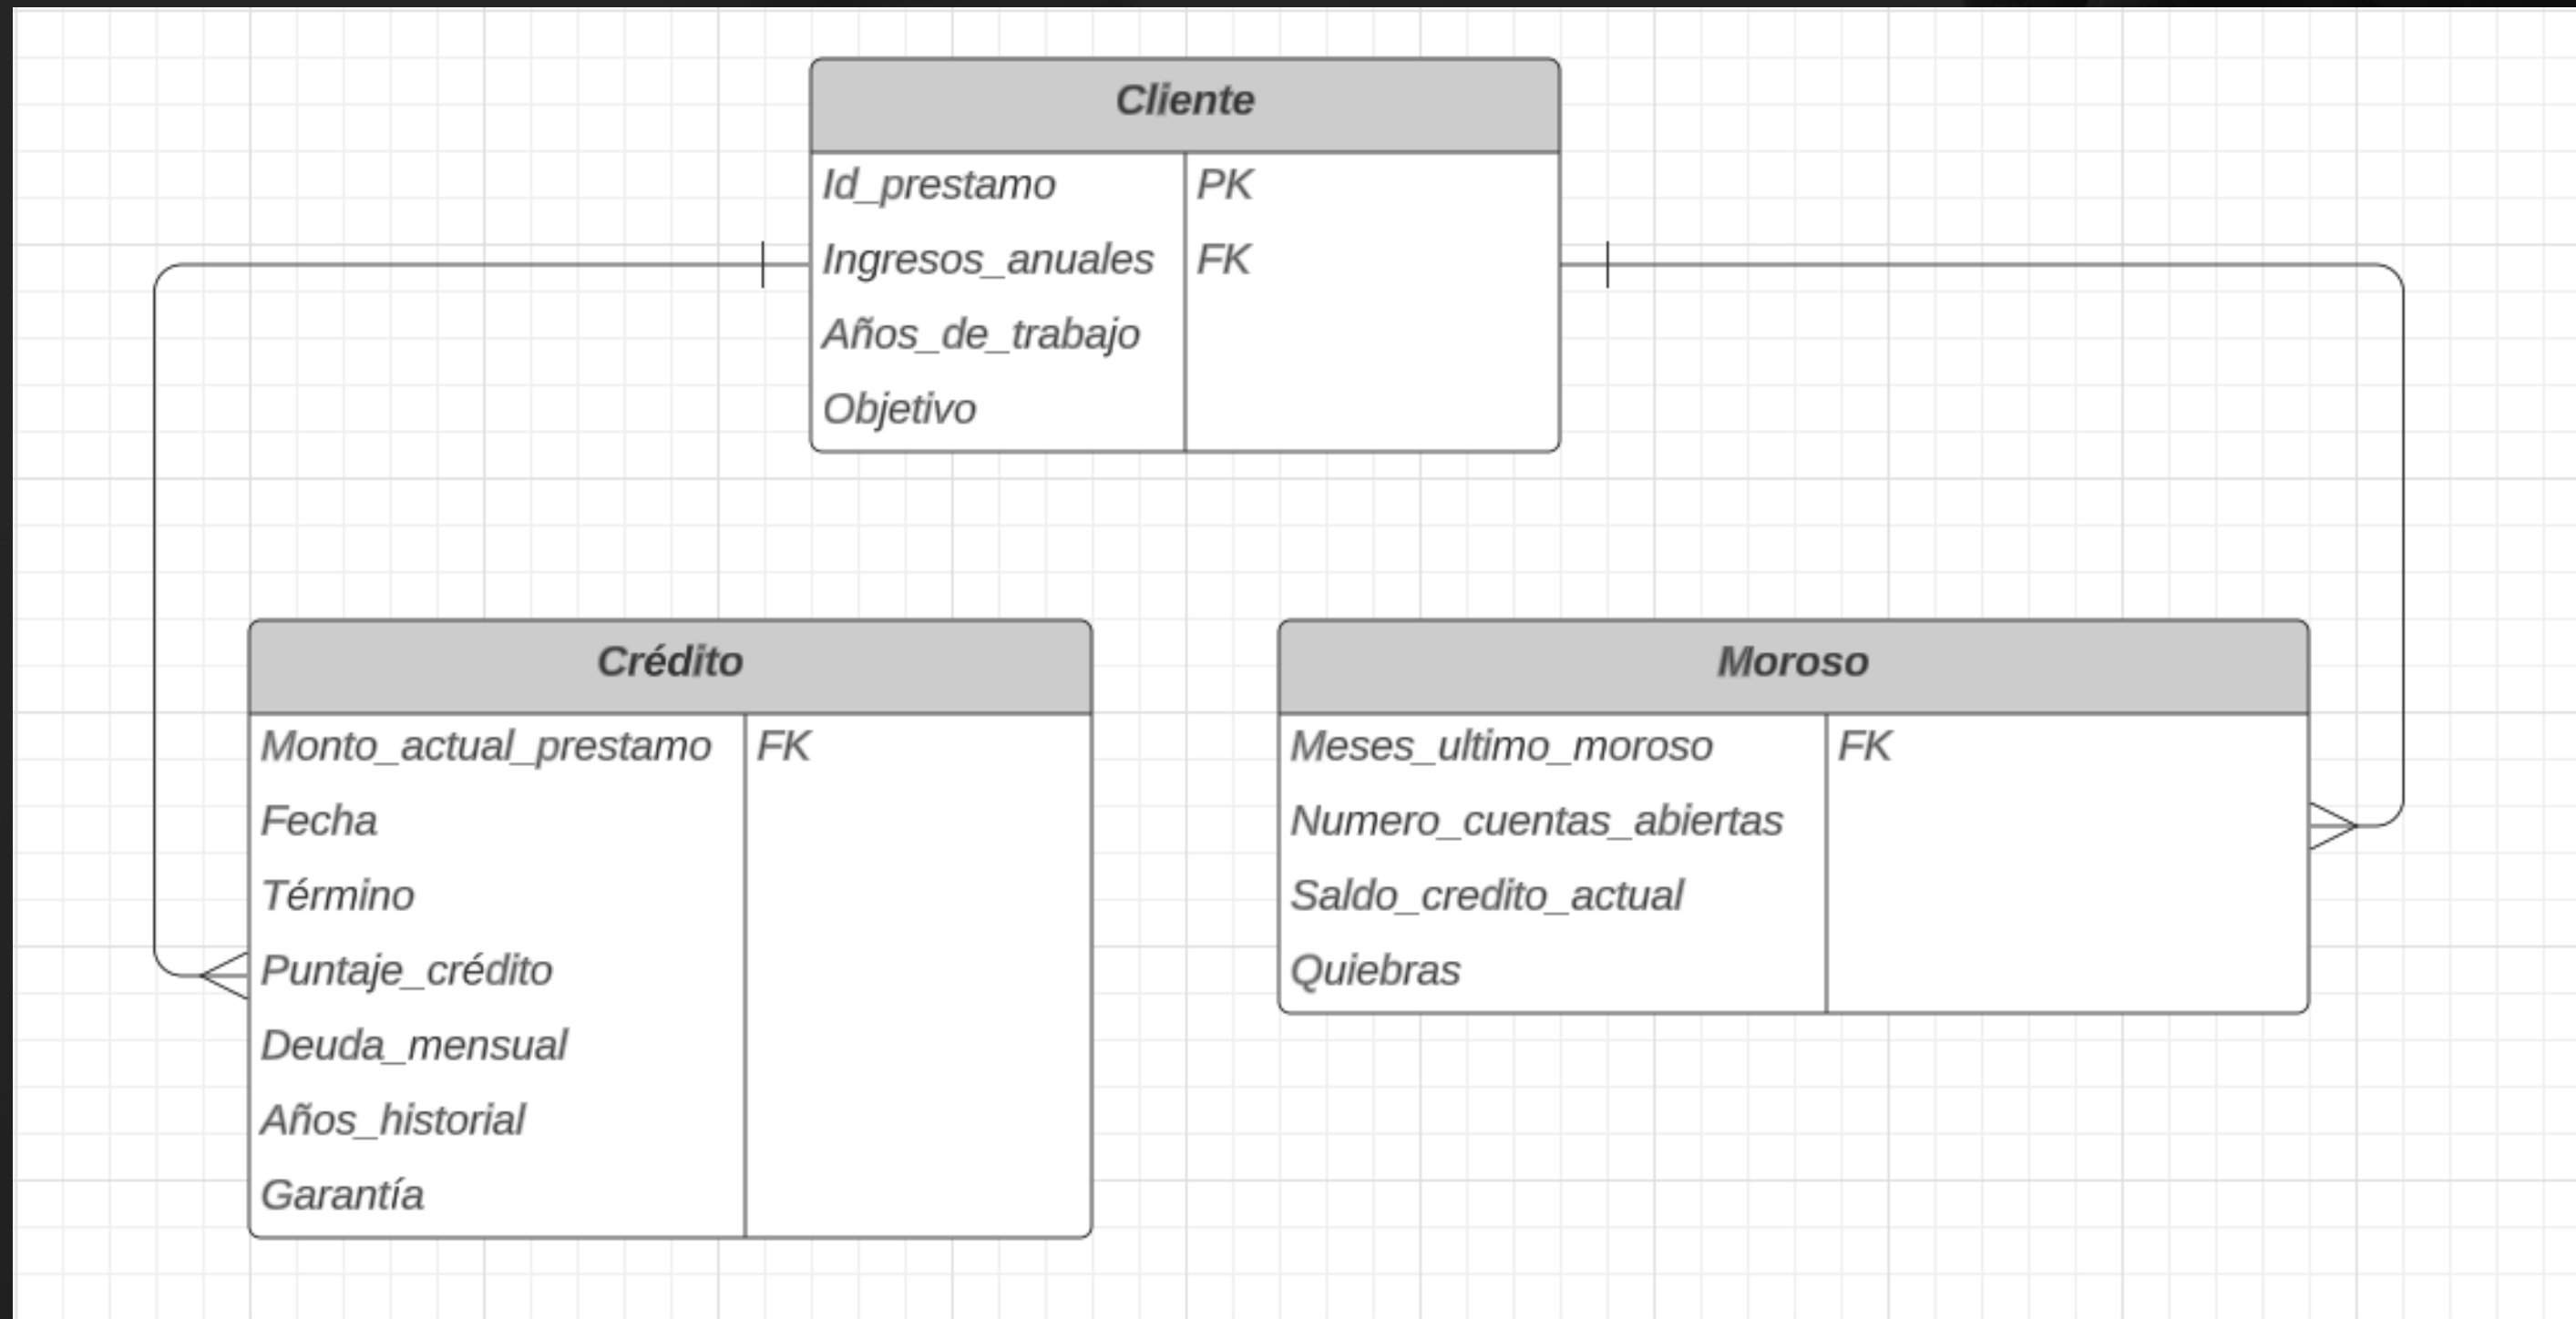 Cliente
Id_prestamo PK
Ingresos_anuales FK
Años_de_trabajo
Objetivo
Crédito
Monto_actual_prestamo FK
Fecha
Término
Puntaje_crédito
Deuda_mensual
Años_historial
Garantía
Moroso
Meses_ultimo_moroso FK
Numero_cuentas_abiertas
Saldo_credito_actual
Quiebras